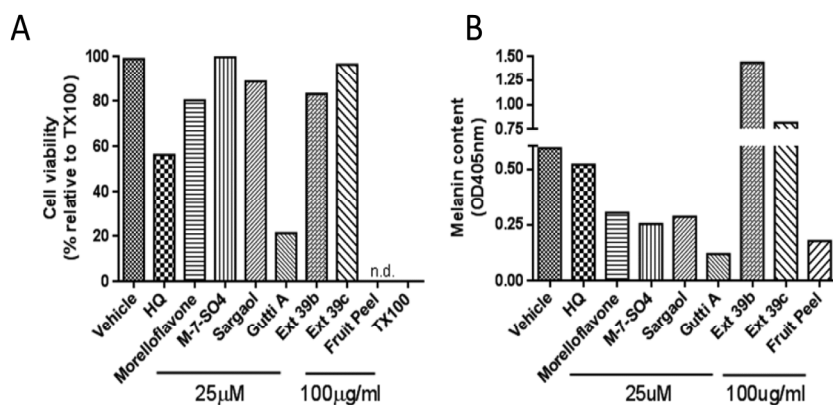 A
Cell viability
(% relative to TX100)
100
80
60
40
20
0
n.d.
Vehicle
HQ
Morelloflavone
M-7-SO4
Sargaol
Gutti A
Ext 39b
Ext 39c
Fruit Peel
TX100
25µM
100µg/ml
B
Melanin content
(OD405nm)
1.50
1.25
1.00
0.75
0.50
0.25
0.00
Vehicle
HQ
Morelloflavone
M-7-SO4
Sargaol
Gutti A
Ext 39b
Ext 39c
Fruit Peel
25uM
100ug/ml